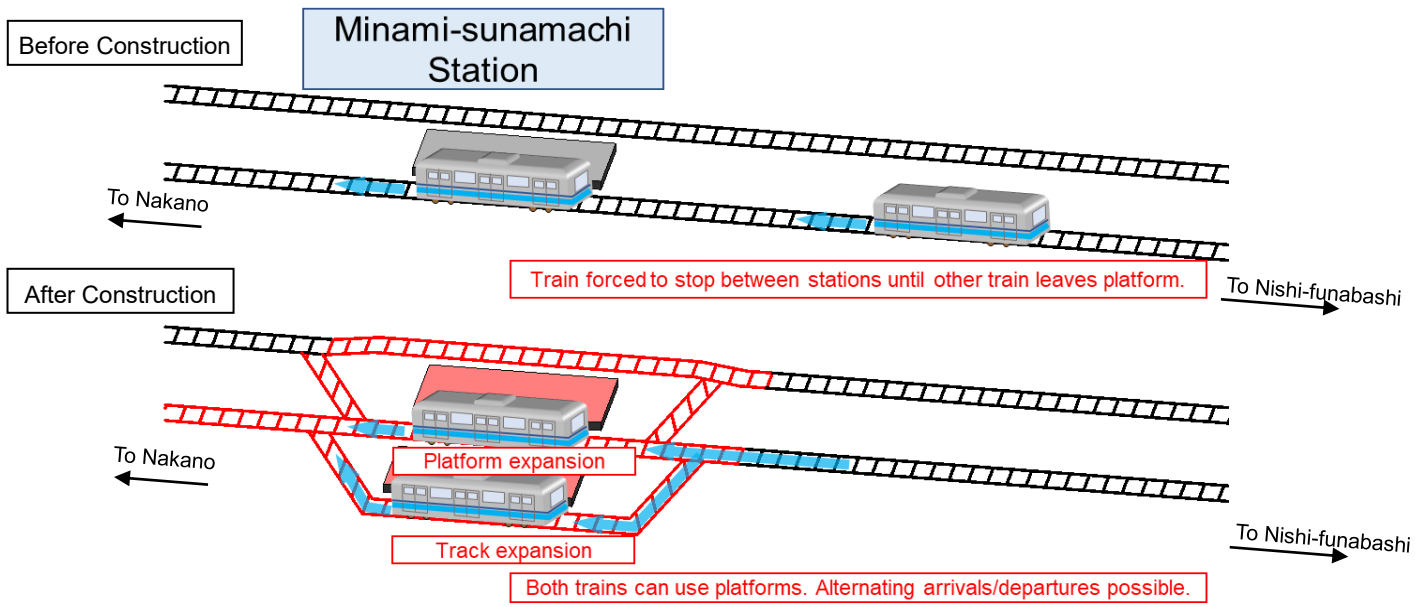 Before Construction
Minami-sunamachi
Station
To Nakano
Train forced to stop between stations until other train leaves platform.
To Nishi-funabashi
After Construction
To Nakano
Platform expansion
Track expansion
To Nishi-funabashi
Both trains can use platforms. Alternating arrivals/departures possible.